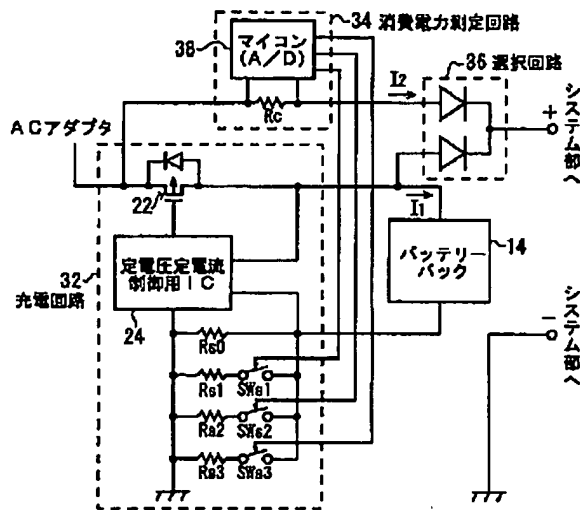 34 消費電力測定回路
38
マイコン
(A/D)
Rc
I2
36 選択回路
+
システム部へ
ACアダプタ
22
I1
14
バッテリー
パック
32
充電回路
定電圧定電流
制御用IC
24
−
システム部へ
Rs0
Rs1
SWs1
Rs2
SWs2
Rs3
SWs3